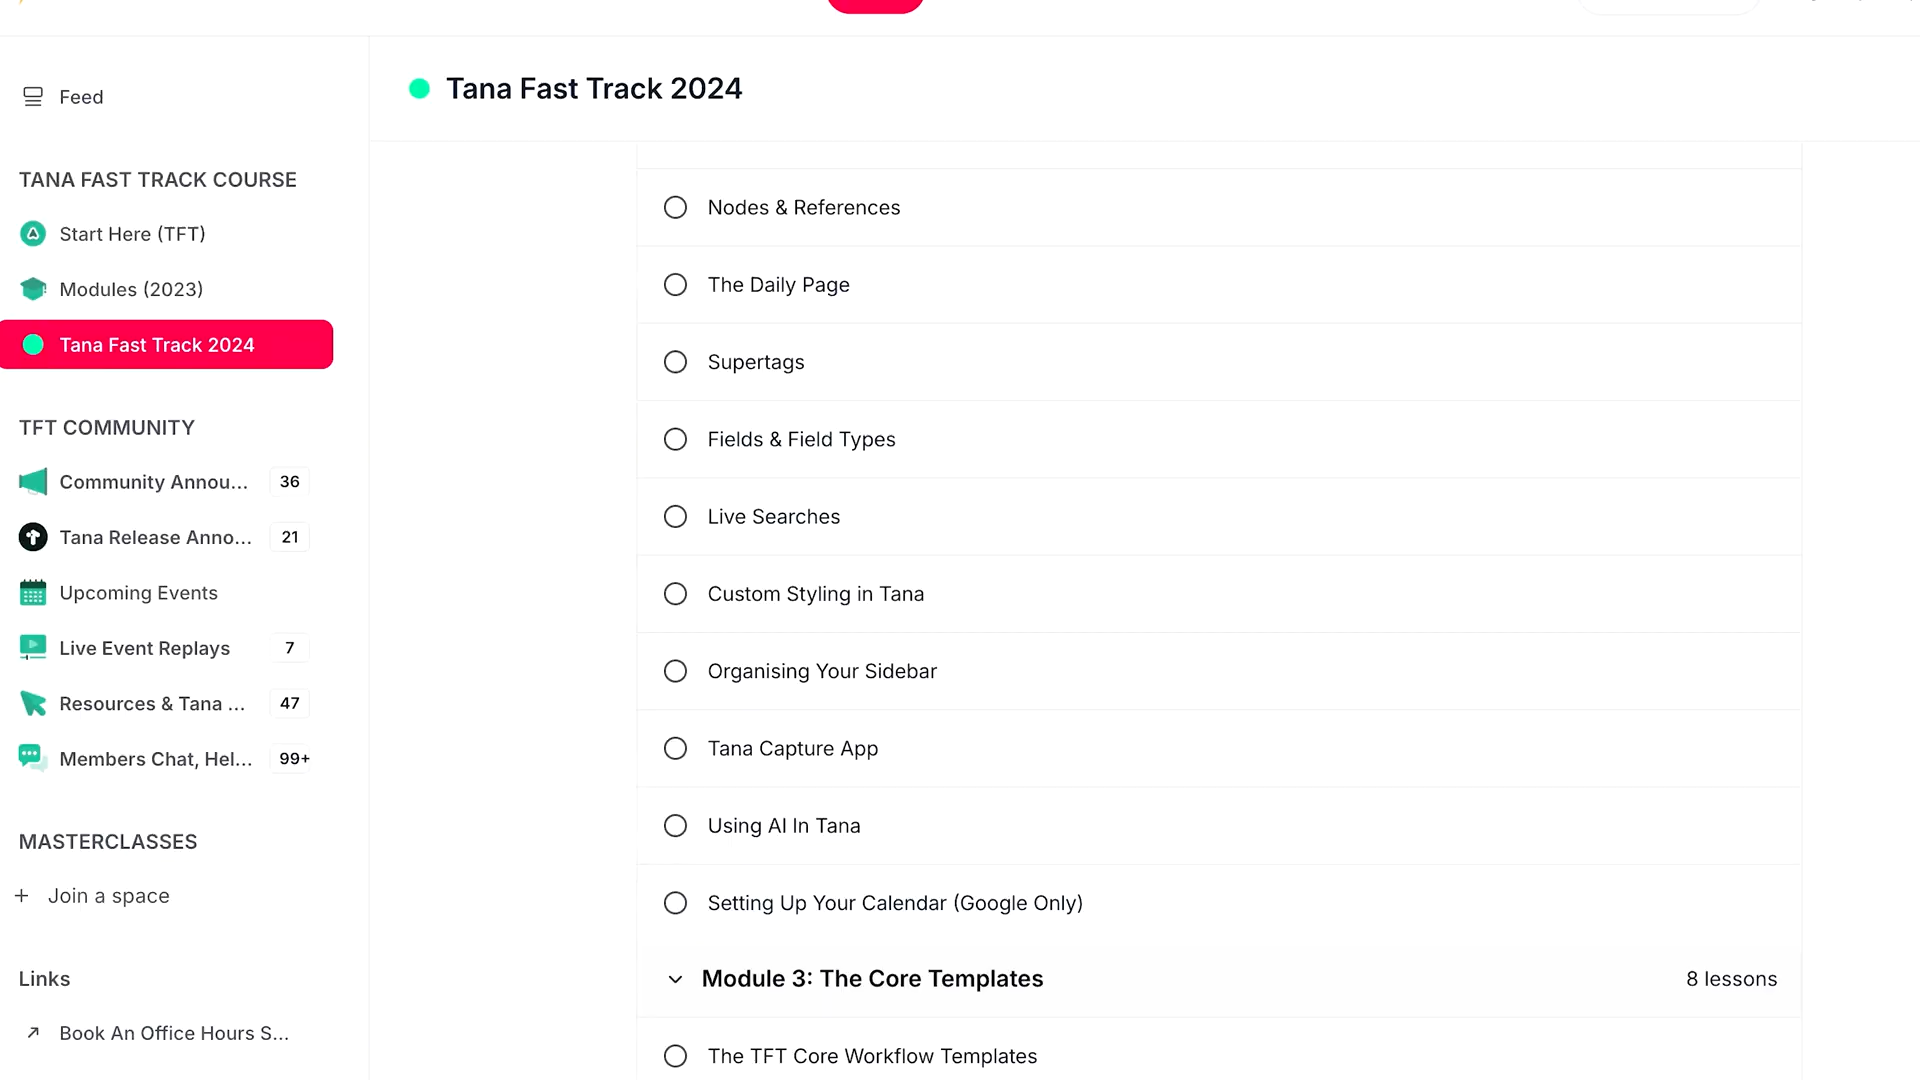 Feed
TANA FAST TRACK COURSE
Start Here (TFT)
Modules (2023)
Tana Fast Track 2024
TFT COMMUNITY
Community Annou... 36
Tana Release Anno... 21
Upcoming Events
Live Event Replays 7
Resources & Tana ... 47
Members Chat, Hel... 99+
MASTERCLASSES
+ Join a space
Links
Book An Office Hours S...
Tana Fast Track 2024
Nodes & References
The Daily Page
Supertags
Fields & Field Types
Live Searches
Custom Styling in Tana
Organising Your Sidebar
Tana Capture App
Using AI In Tana
Setting Up Your Calendar (Google Only)
Module 3: The Core Templates 8 lessons
The TFT Core Workflow Templates